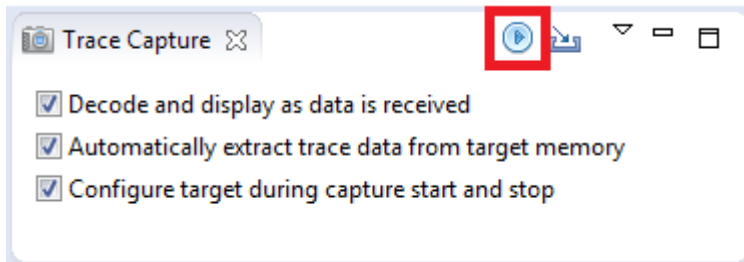 Trace Capture
Decode and display as data is received
Automatically extract trace data from target memory
Configure target during capture start and stop